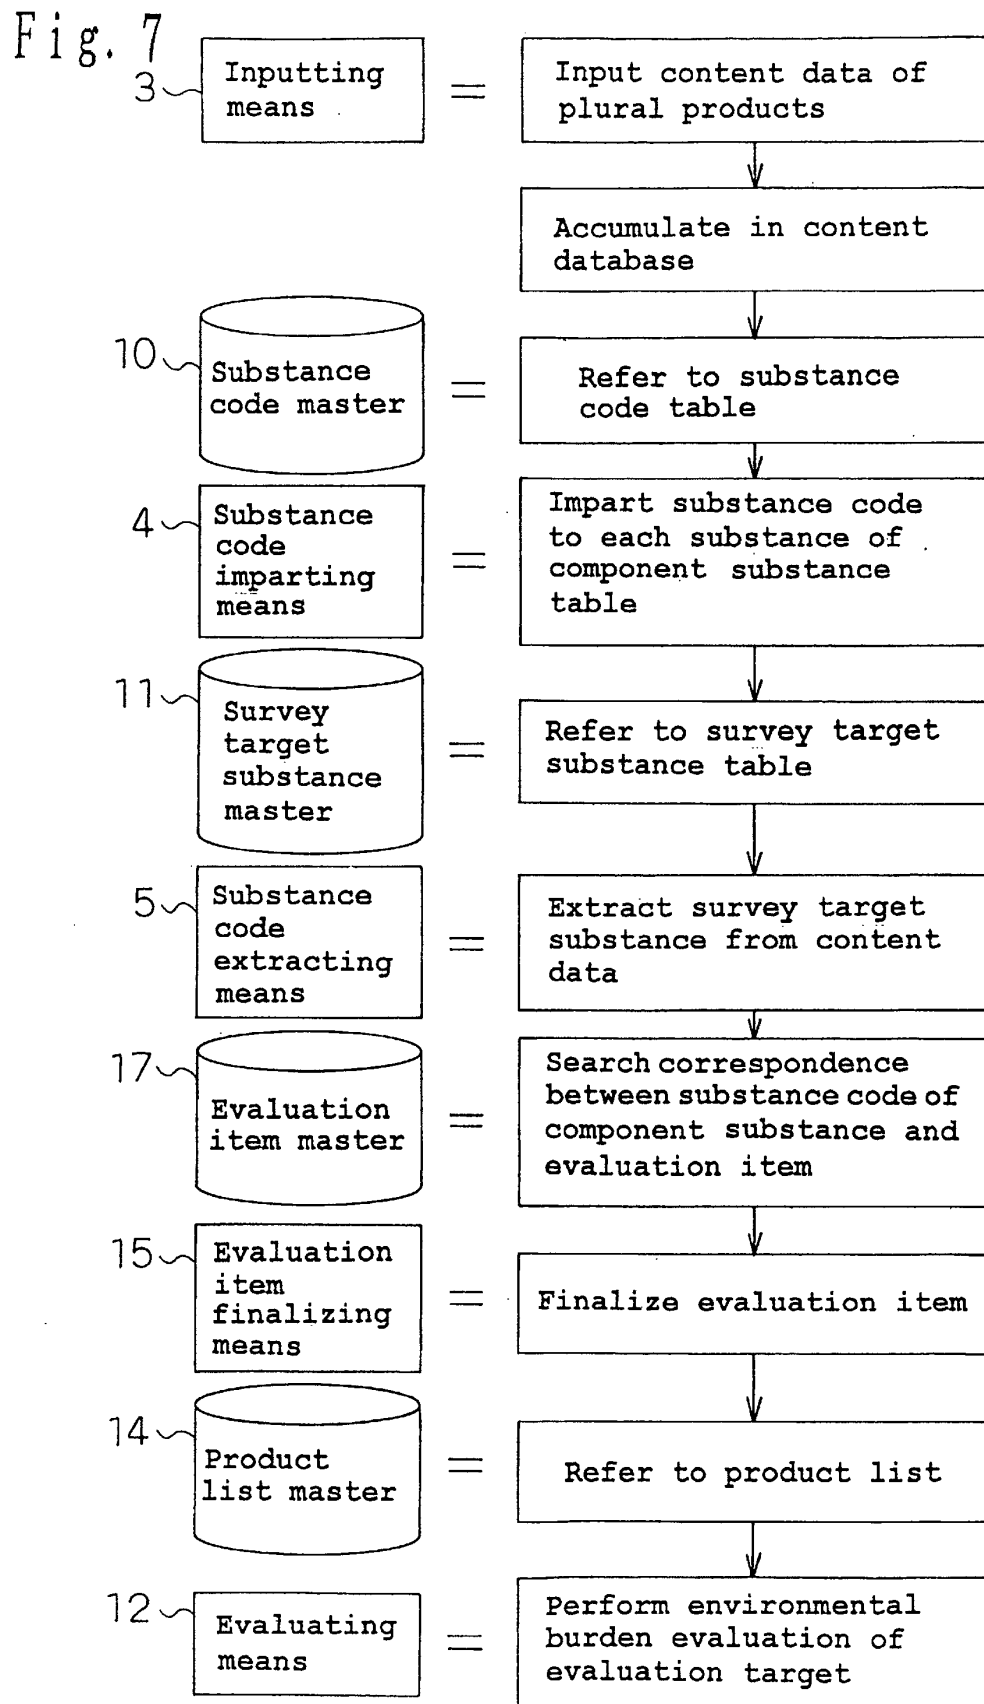 Fig. 7
3
Inputting
means
=
Input content data of
plural products
Accumulate in content
database
10
Substance
code master
=
Refer to substance
code table
4
Substance
code
imparting
means
=
Impart substance code
to each substance of
component substance
table
11
Survey
target
substance
master
=
Refer to survey target
substance table
5
Substance
code
extracting
means
=
Extract survey target
substance from content
data
17
Evaluation
item master
=
Search correspondence
between substance code of
component substance and
evaluation item
15
Evaluation
item
finalizing
means
=
Finalize evaluation item
14
Product
list master
=
Refer to product list
12
Evaluating
means
=
Perform environmental
burden evaluation of
evaluation target